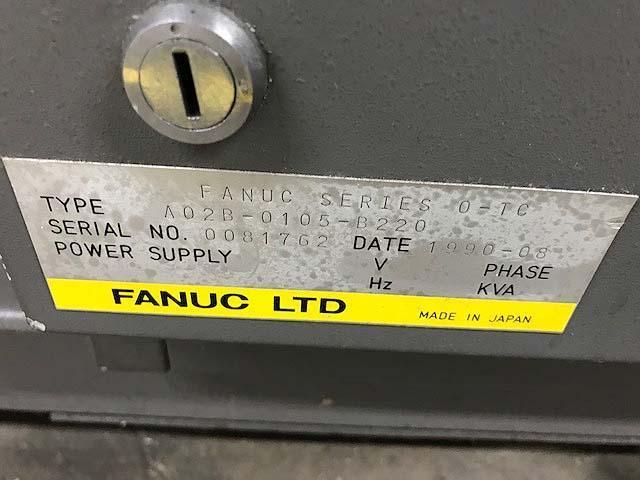 FANUC SERIES 0-TC
TYPE A02B-0105-B220
SERIAL NO. 0081762 DATE 1990-08
POWER SUPPLY V PHASE
Hz KVA
FANUC LTD MADE IN JAPAN